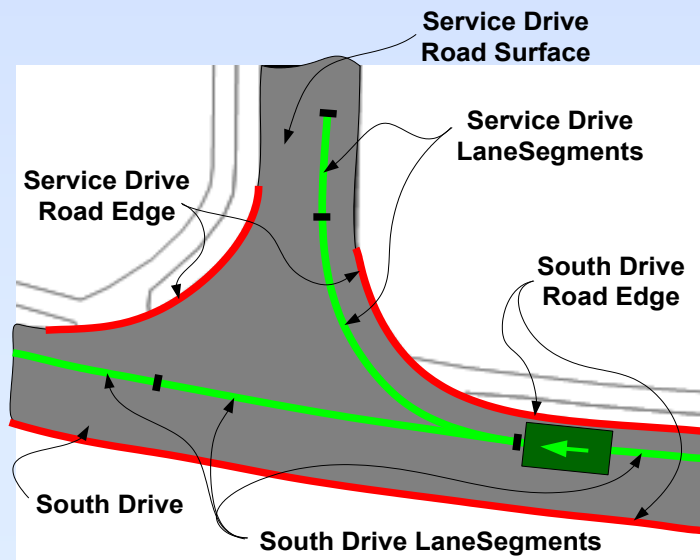 Service Drive
Road Surface
Service Drive
LaneSegments
Service Drive
Road Edge
South Drive
Road Edge
South Drive
South Drive LaneSegments